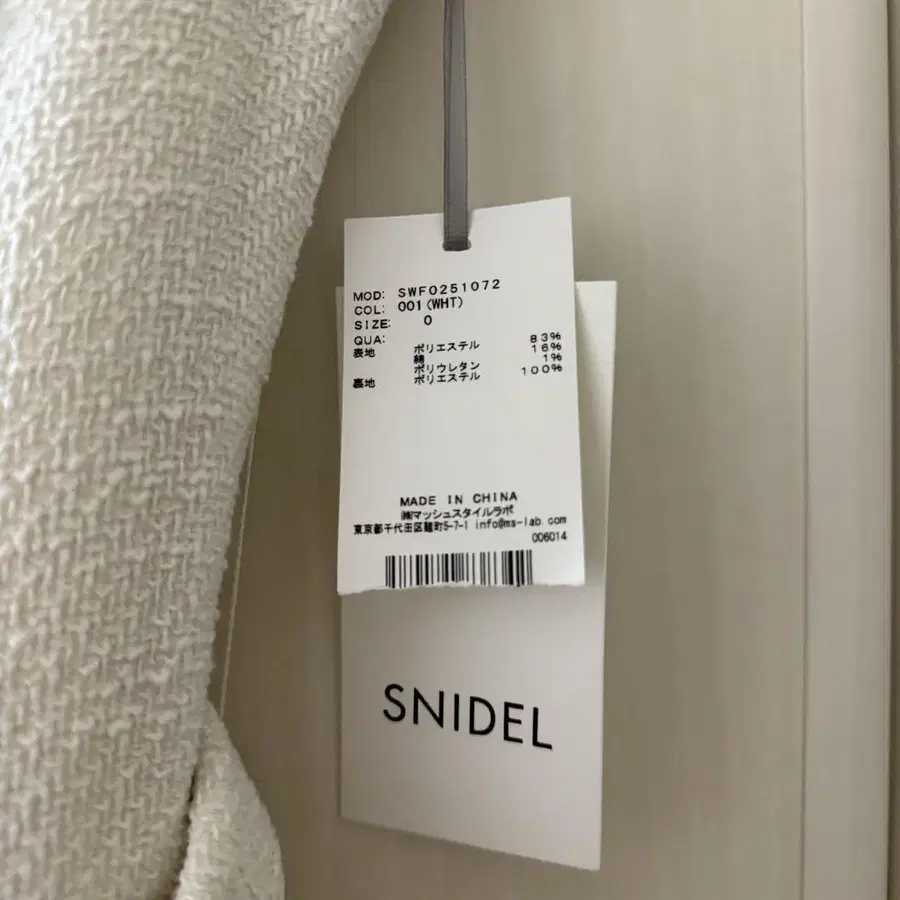 MOD: SWF0251072
COL: 001(WHT)
SIZE: 0
QUA:
表地 ポリエステル 83%
綿 16%
ポリウレタン 1%
裏地 ポリエステル 100%
MADE IN CHINA
㈱マッシュスタイルラボ
東京都千代田区麹町5-7-1 info@ms-lab.com
006014
SNIDEL